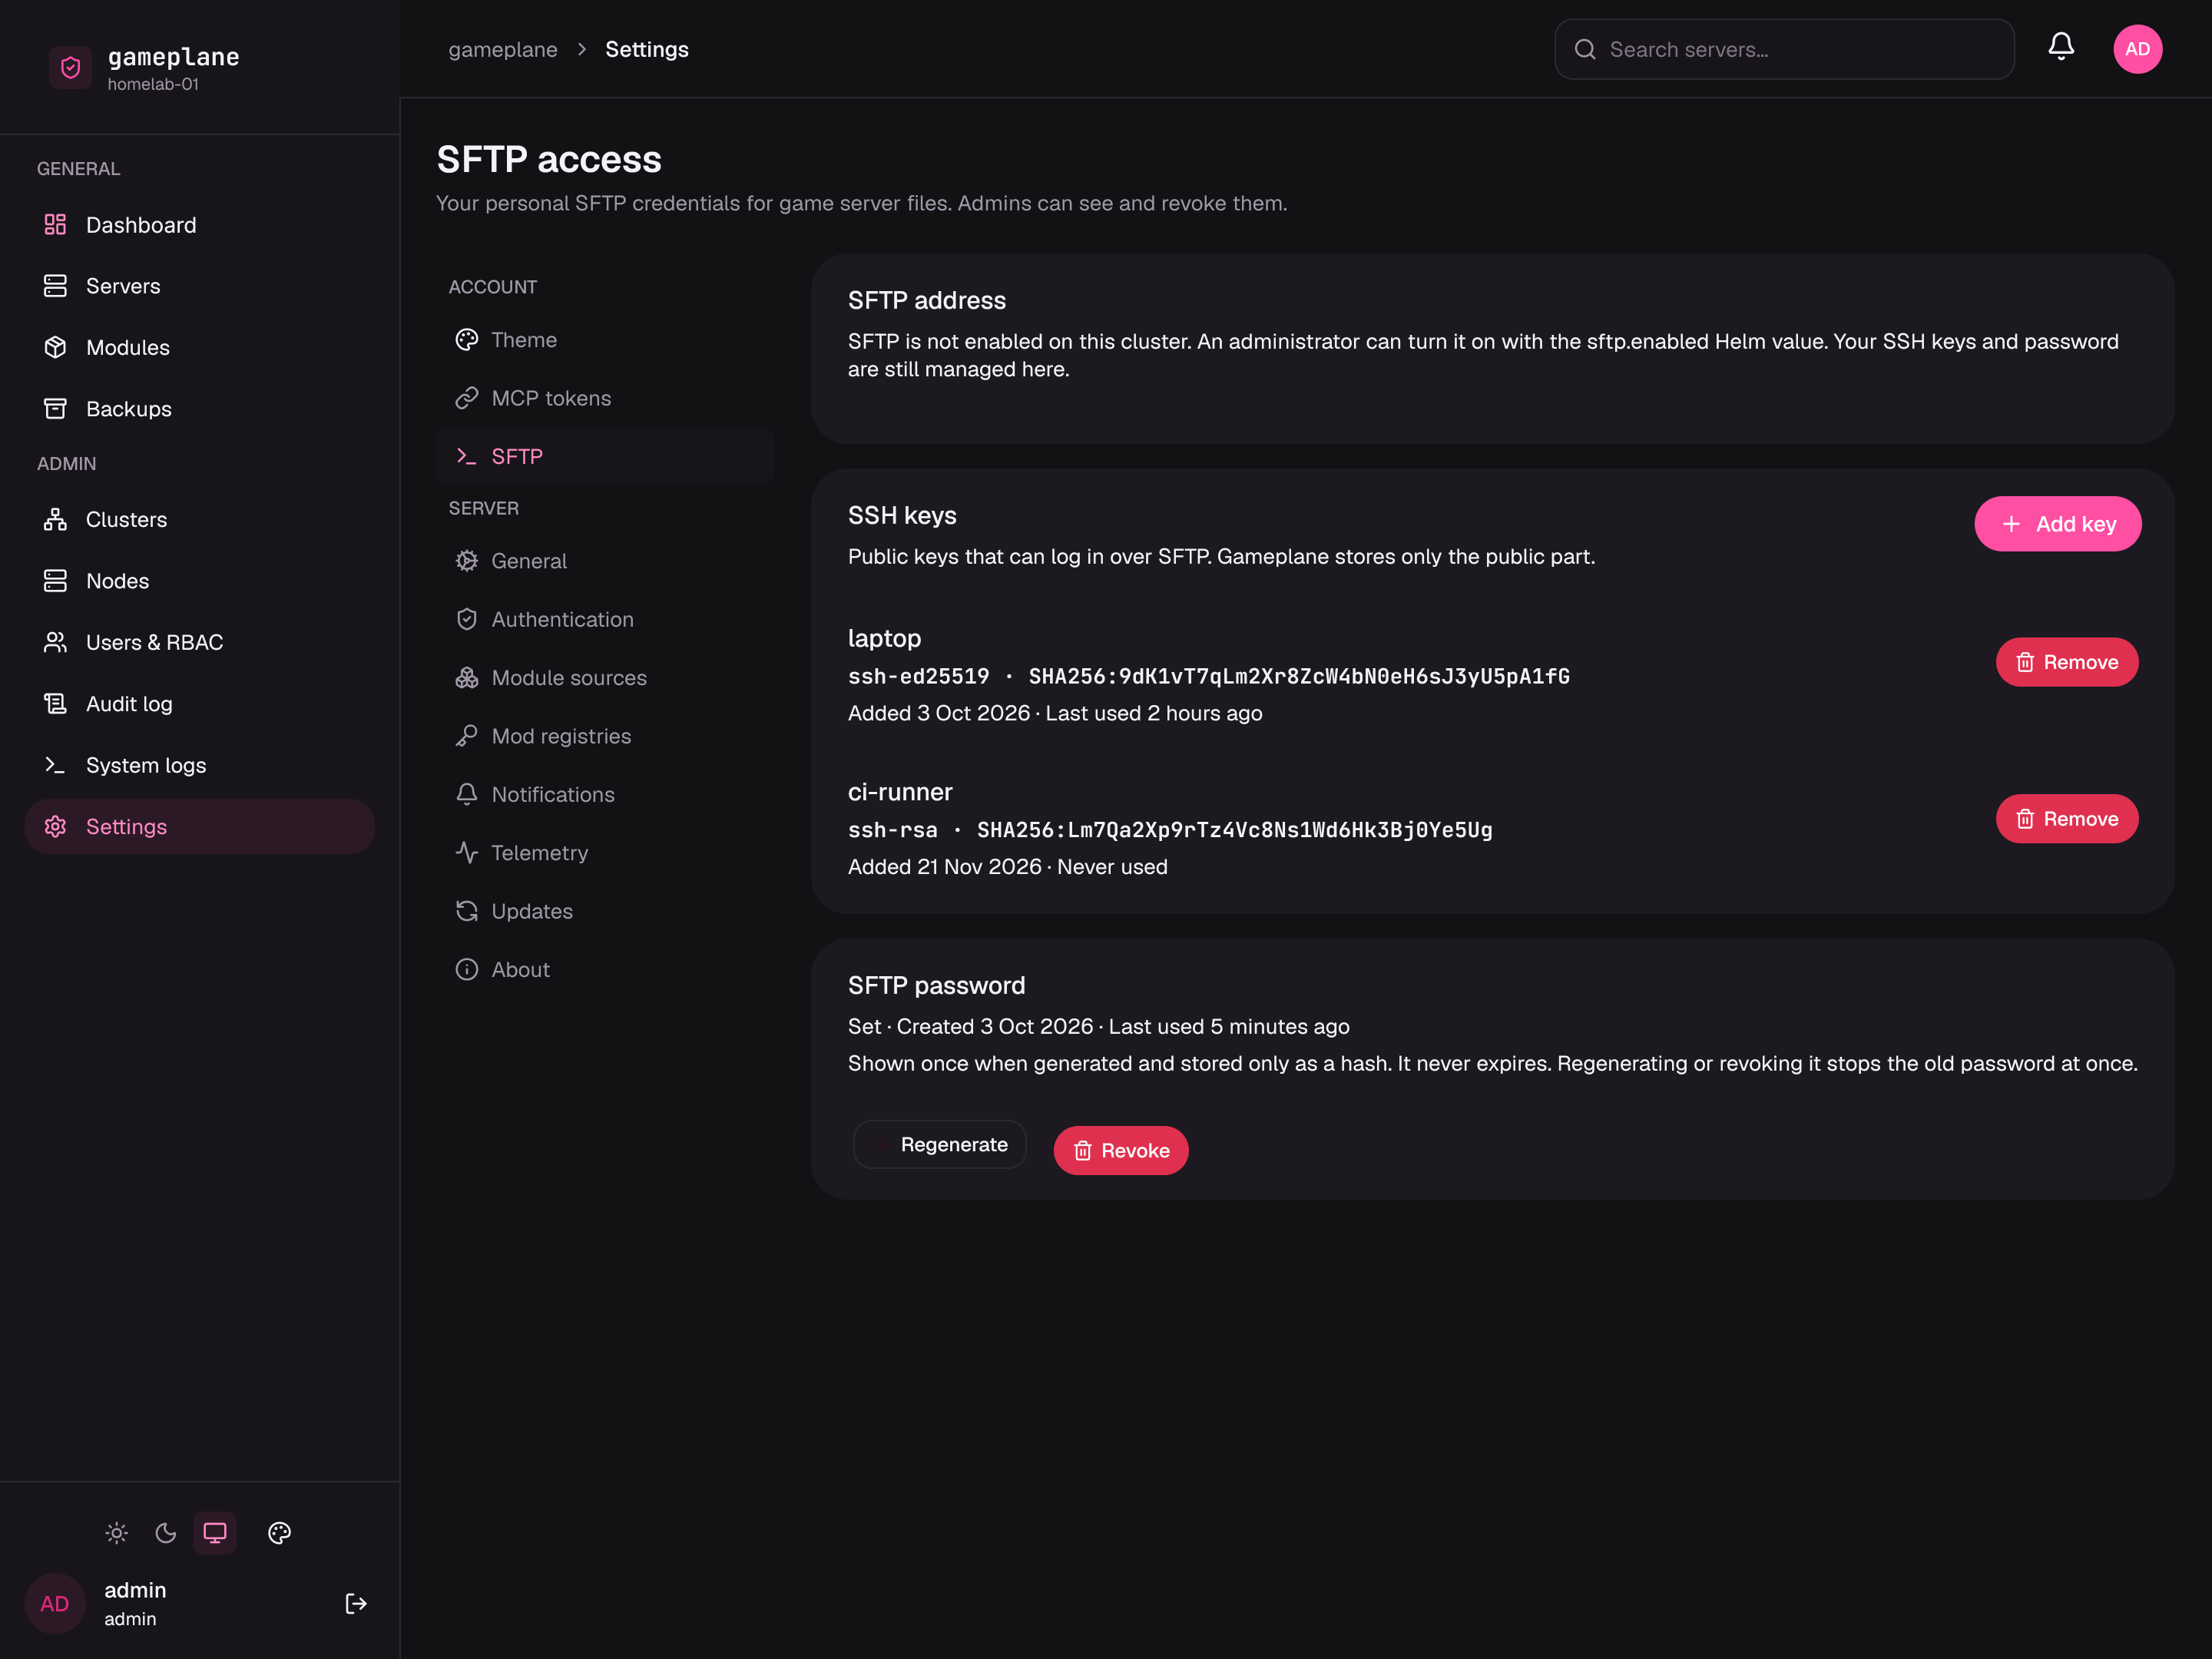 gameplane
homelab-01
GENERAL
Dashboard
Servers
Modules
Backups
ADMIN
Clusters
Nodes
Users & RBAC
Audit log
System logs
Settings
AD
admin
admin
gameplane > Settings
Search servers...
AD
SFTP access
Your personal SFTP credentials for game server files. Admins can see and revoke them.
ACCOUNT
Theme
MCP tokens
SFTP
SERVER
General
Authentication
Module sources
Mod registries
Notifications
Telemetry
Updates
About
SFTP address
SFTP is not enabled on this cluster. An administrator can turn it on with the sftp.enabled Helm value. Your SSH keys and password
are still managed here.
SSH keys
Add key
Public keys that can log in over SFTP. Gameplane stores only the public part.
laptop
ssh-ed25519 · SHA256:9dK1vT7qLm2Xr8ZcW4bN0eH6sJ3yU5pA1fG
Added 3 Oct 2026 · Last used 2 hours ago
Remove
ci-runner
ssh-rsa · SHA256:Lm7Qa2Xp9rTz4Vc8Ns1Wd6Hk3Bj0Ye5Ug
Added 21 Nov 2026 · Never used
Remove
SFTP password
Set · Created 3 Oct 2026 · Last used 5 minutes ago
Shown once when generated and stored only as a hash. It never expires. Regenerating or revoking it stops the old password at once.
Regenerate
Revoke